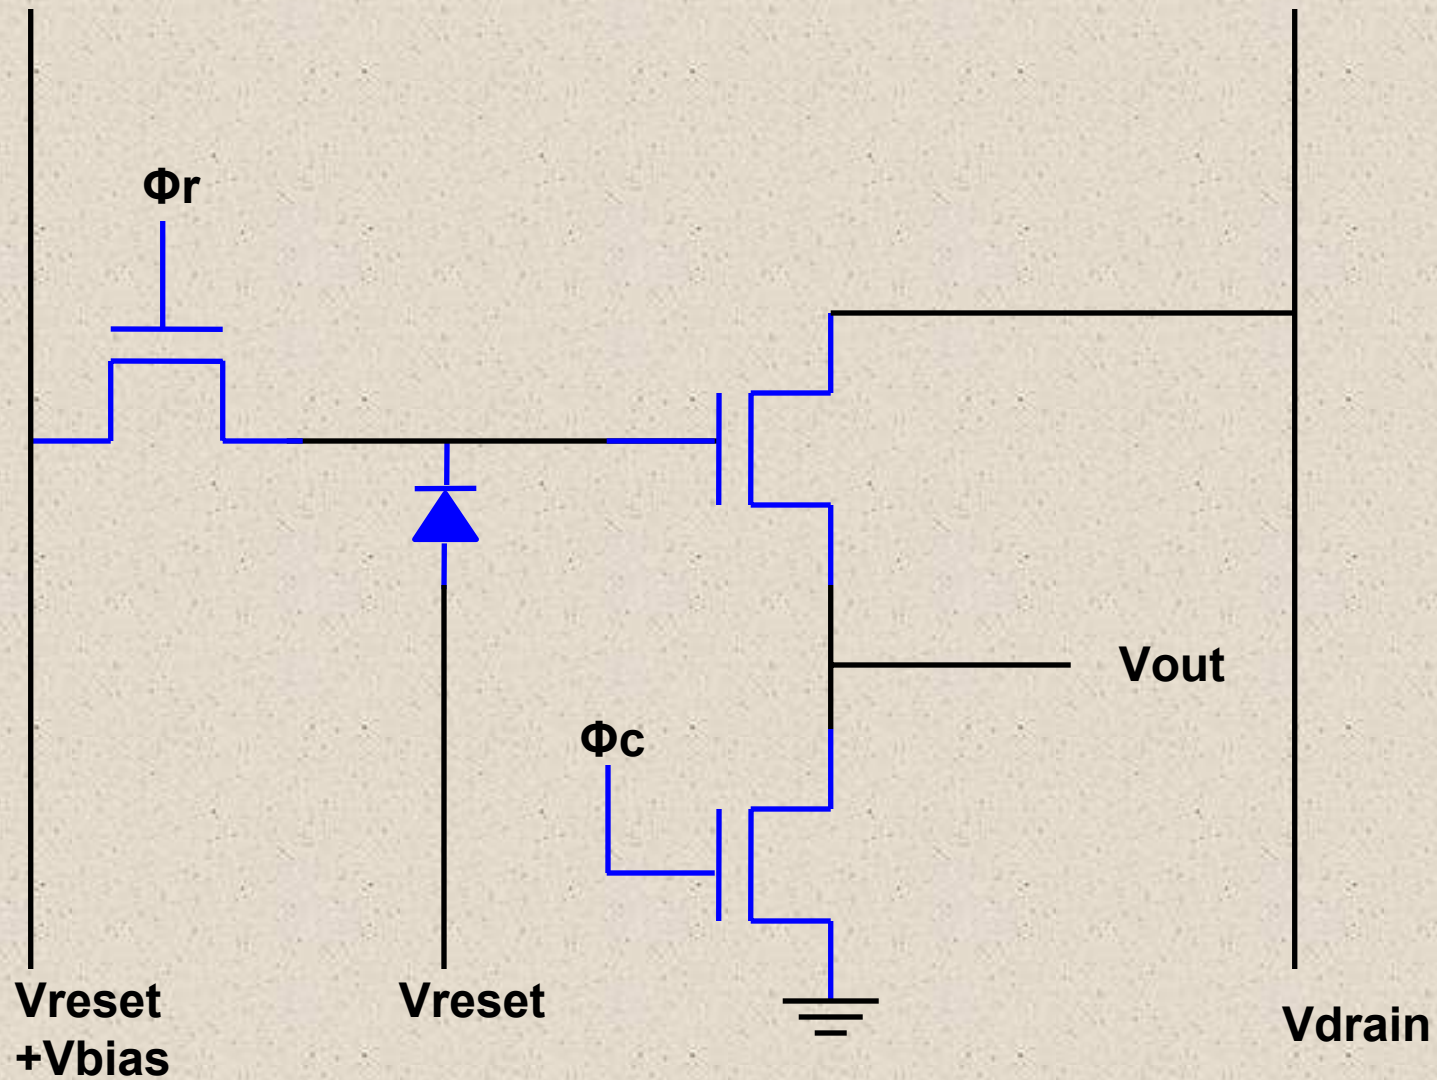 Φr
Vout
Φc
Vreset
+Vbias
Vreset
Vdrain